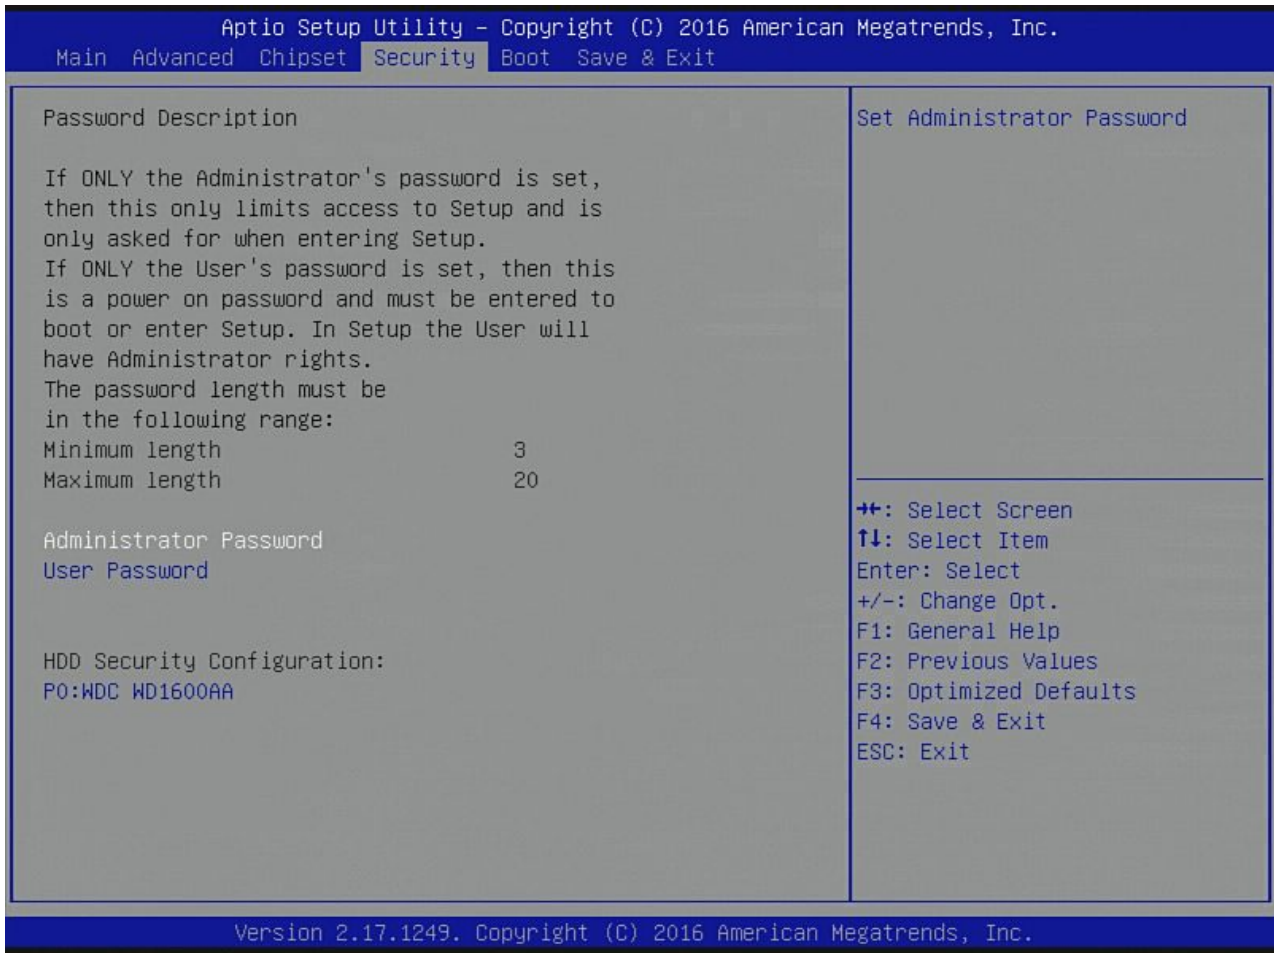 Aptio Setup Utility – Copyright (C) 2016 American Megatrends, Inc.
Main Advanced Chipset Security Boot Save & Exit
Password Description
If ONLY the Administrator's password is set,
then this only limits access to Setup and is
only asked for when entering Setup.
If ONLY the User's password is set, then this
is a power on password and must be entered to
boot or enter Setup. In Setup the User will
have Administrator rights.
The password length must be
in the following range:
Minimum length 3
Maximum length 20
Administrator Password
User Password
HDD Security Configuration:
P0:WDC WD1600AA
Set Administrator Password
→←: Select Screen
↑↓: Select Item
Enter: Select
+/-: Change Opt.
F1: General Help
F2: Previous Values
F3: Optimized Defaults
F4: Save & Exit
ESC: Exit
Version 2.17.1249. Copyright (C) 2016 American Megatrends, Inc.